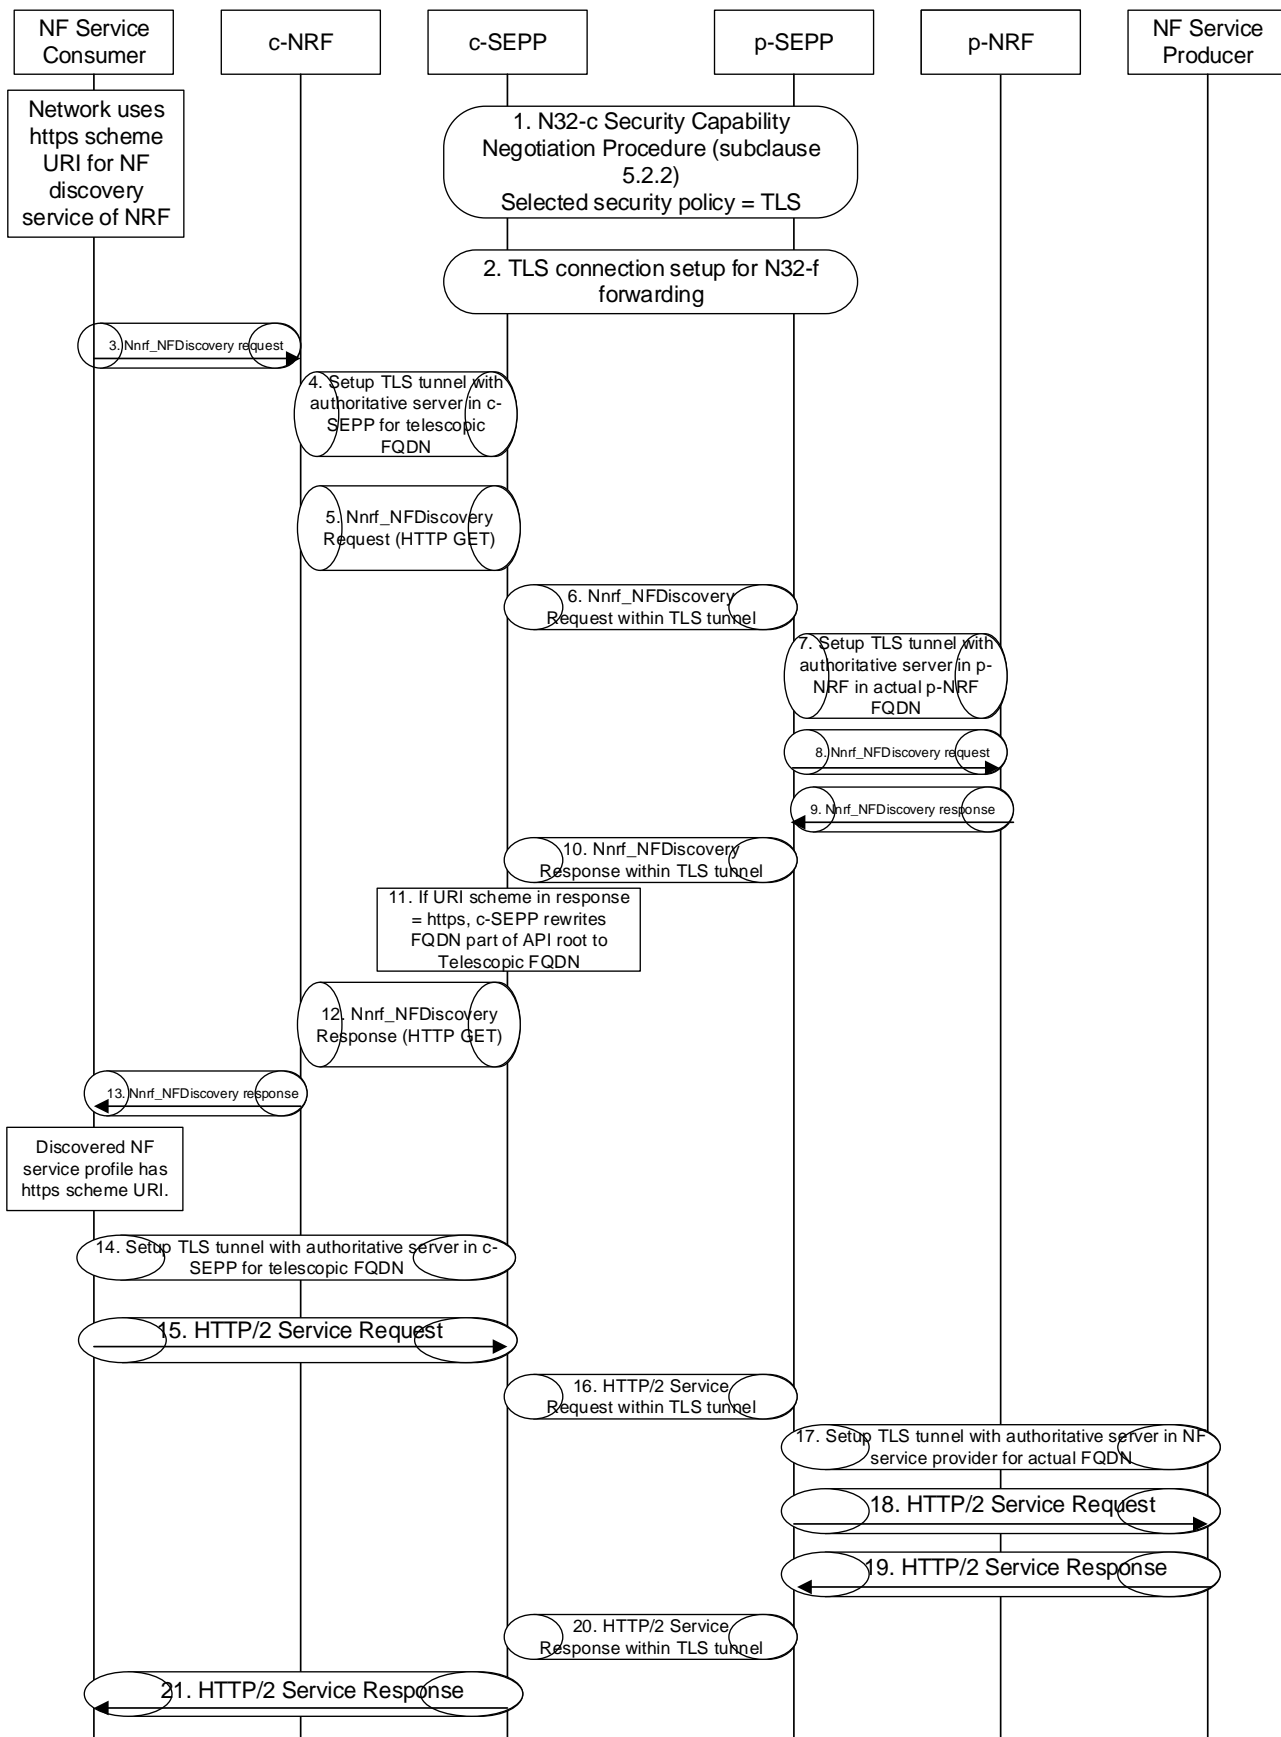 NF Service
Consumer
c-NRF
c-SEPP
p-SEPP
p-NRF
NF Service
Producer
Network uses
https scheme
URI for NF
discovery
service of NRF
1. N32-c Security Capability
Negotiation Procedure (subclause
5.2.2)
Selected security policy = TLS
2. TLS connection setup for N32-f
forwarding
3. Nnrf_NFDiscovery request
4. Setup TLS tunnel with
authoritative server in c-
SEPP for telescopic
FQDN
5. Nnrf_NFDiscovery
Request (HTTP GET)
6. Nnrf_NFDiscovery
Request within TLS tunnel
7. Setup TLS tunnel with
authoritative server in p-
NRF in actual p-NRF
FQDN
8. Nnrf_NFDiscovery request
9. Nnrf_NFDiscovery response
10. Nnrf_NFDiscovery
Response within TLS tunnel
11. If URI scheme in response
= https, c-SEPP rewrites
FQDN part of API root to
Telescopic FQDN
12. Nnrf_NFDiscovery
Response (HTTP GET)
13. Nnrf_NFDiscovery response
Discovered NF
service profile has
https scheme URI.
14. Setup TLS tunnel with authoritative server in c-
SEPP for telescopic FQDN
15. HTTP/2 Service Request
16. HTTP/2 Service
Request within TLS tunnel
17. Setup TLS tunnel with authoritative server in NF
service provider for actual FQDN
18. HTTP/2 Service Request
19. HTTP/2 Service Response
20. HTTP/2 Service
Response within TLS tunnel
21. HTTP/2 Service Response